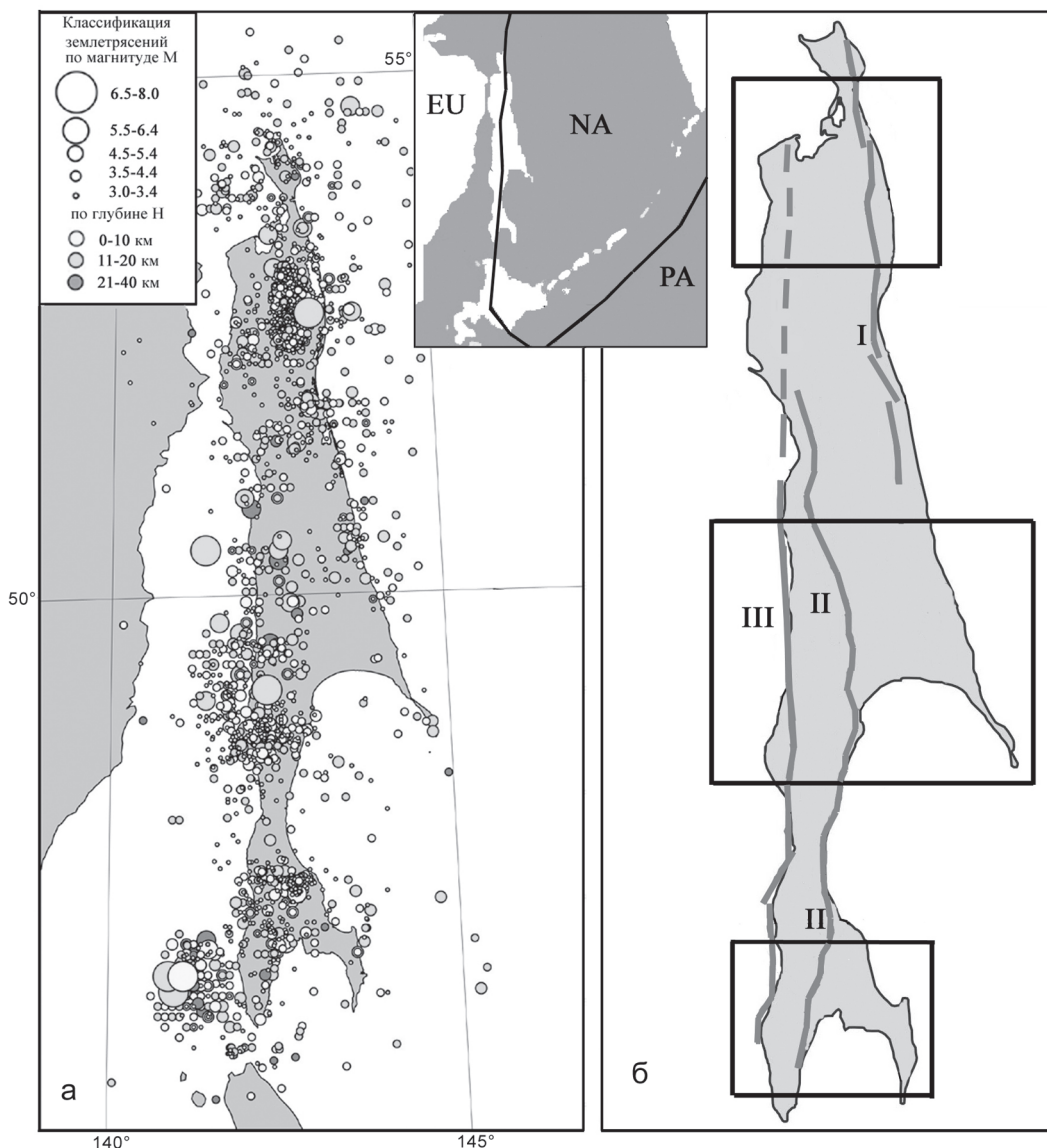 Классификация
землетрясений
по магнитуде М
6.5-8.0
5.5-6.4
4.5-5.4
3.5-4.4
3.0-3.4
по глубине Н
0-10 км
11-20 км
21-40 км
55°
50°
140°
145°
а
EU
NA
PA
I
III
II
II
б